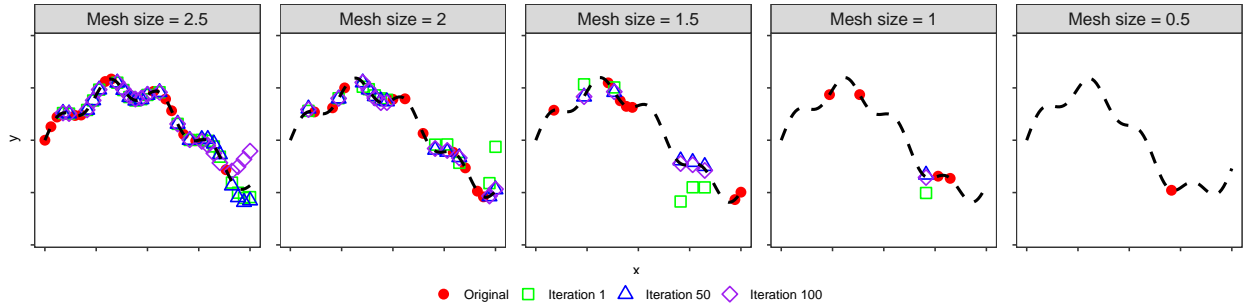 Mesh size = 2.5
Mesh size = 2
Mesh size = 1.5
Mesh size = 1
Mesh size = 0.5
y
x
Original
Iteration 1
Iteration 50
Iteration 100